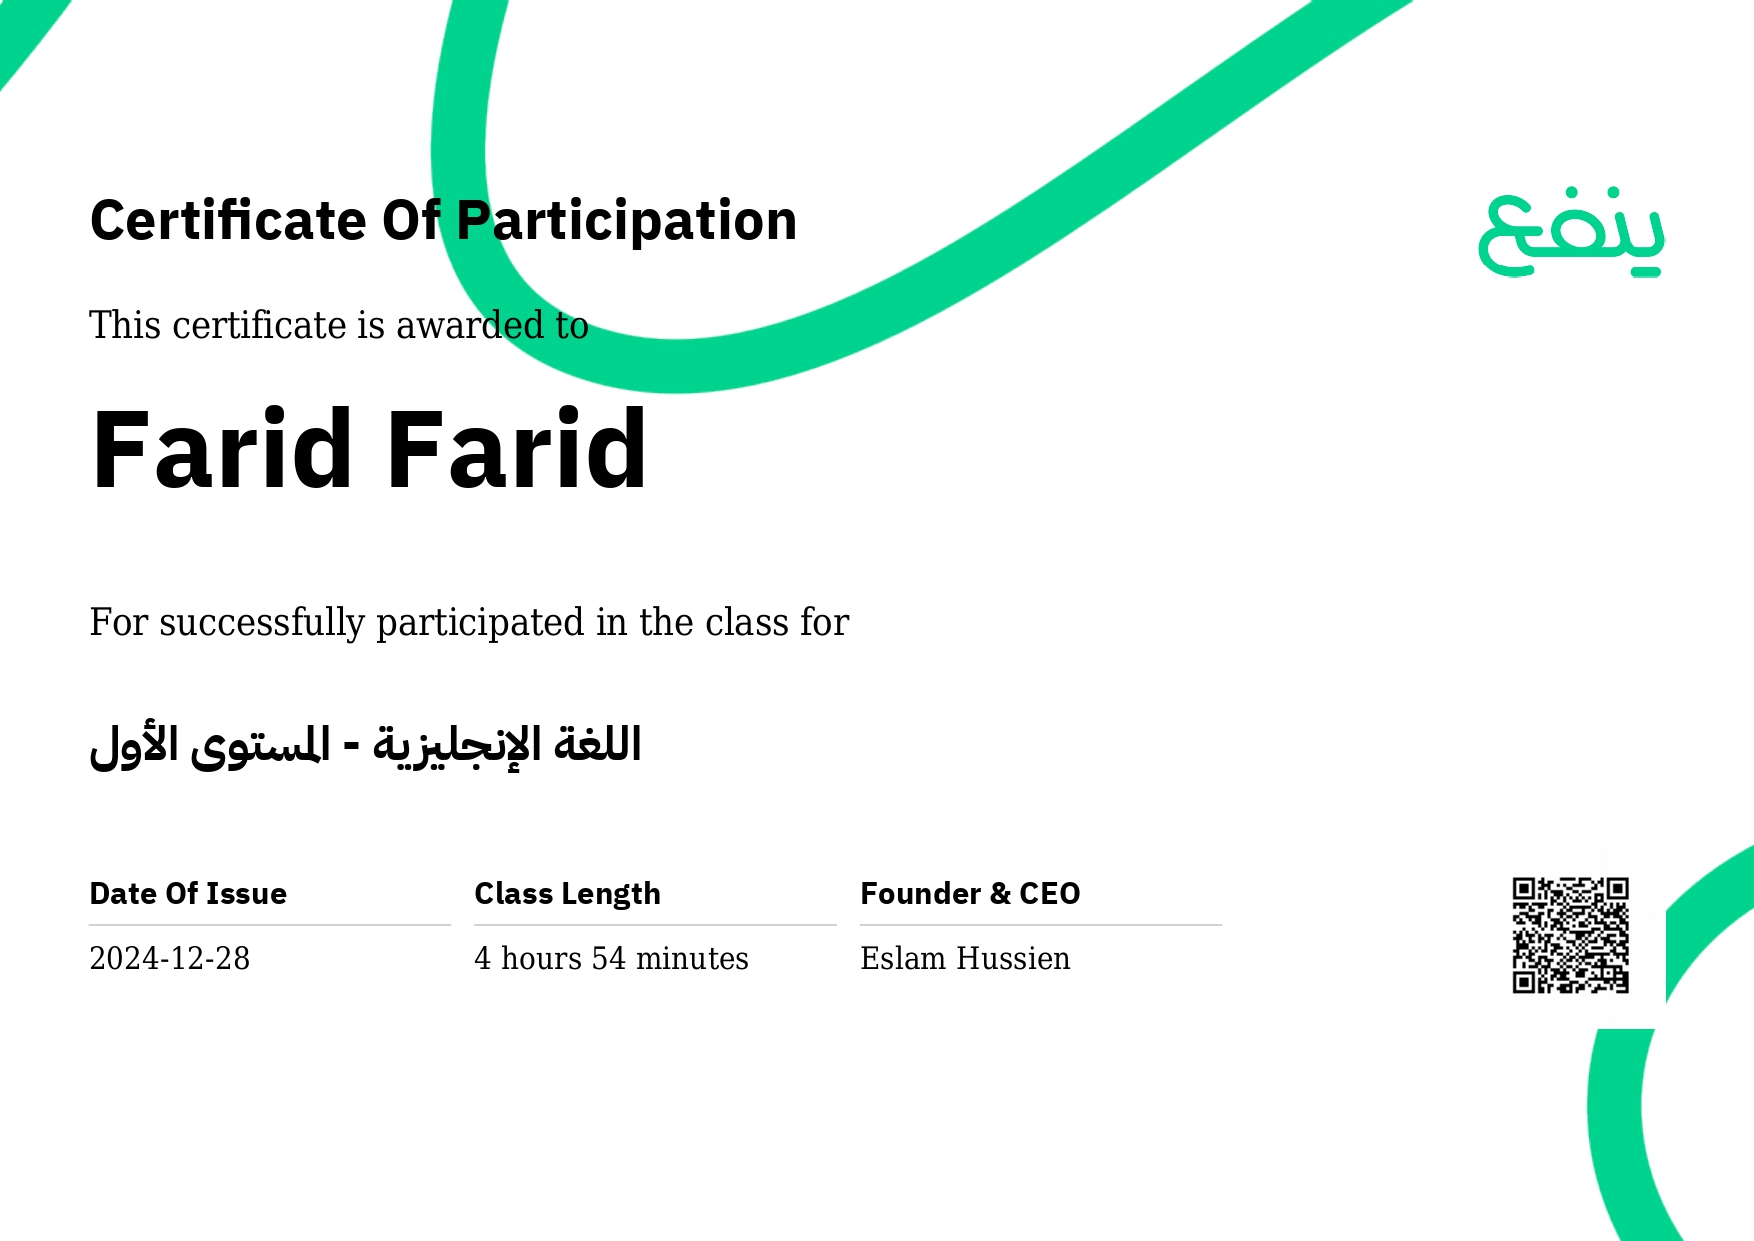 Certificate Of Participation
ينفع
This certificate is awarded to
Farid Farid
For successfully participated in the class for
اللغة الإنجليزية - المستوى الأول
Date Of Issue
2024-12-28
Class Length
4 hours 54 minutes
Founder & CEO
Eslam Hussien